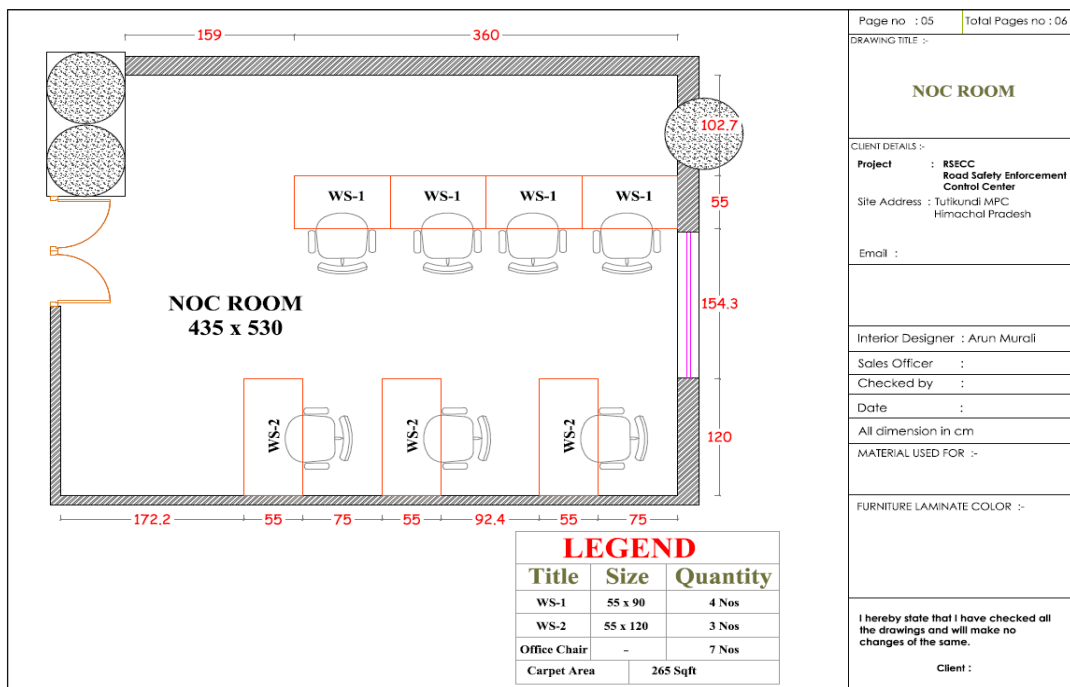 159
360
102.7
WS-1
WS-1
WS-1
WS-1
55
NOC ROOM
435 x 530
154.3
WS-2
WS-2
WS-2
120
172.2
55
75
55
92.4
55
75
LEGEND
Title Size Quantity
WS-1 55 x 90 4 Nos
WS-2 55 x 120 3 Nos
Office Chair - 7 Nos
Carpet Area 265 Sqft
Page no : 05 Total Pages no : 06
DRAWING TITLE :-
NOC ROOM
CLIENT DETAILS :-
Project : RSECC
Road Safety Enforcement
Control Center
Site Address : Tutikundi MPC
Himachal Pradesh
Email :
Interior Designer : Arun Murali
Sales Officer :
Checked by :
Date :
All dimension in cm
MATERIAL USED FOR :-
FURNITURE LAMINATE COLOR :-
I hereby state that I have checked all
the drawings and will make no
changes of the same.
Client :